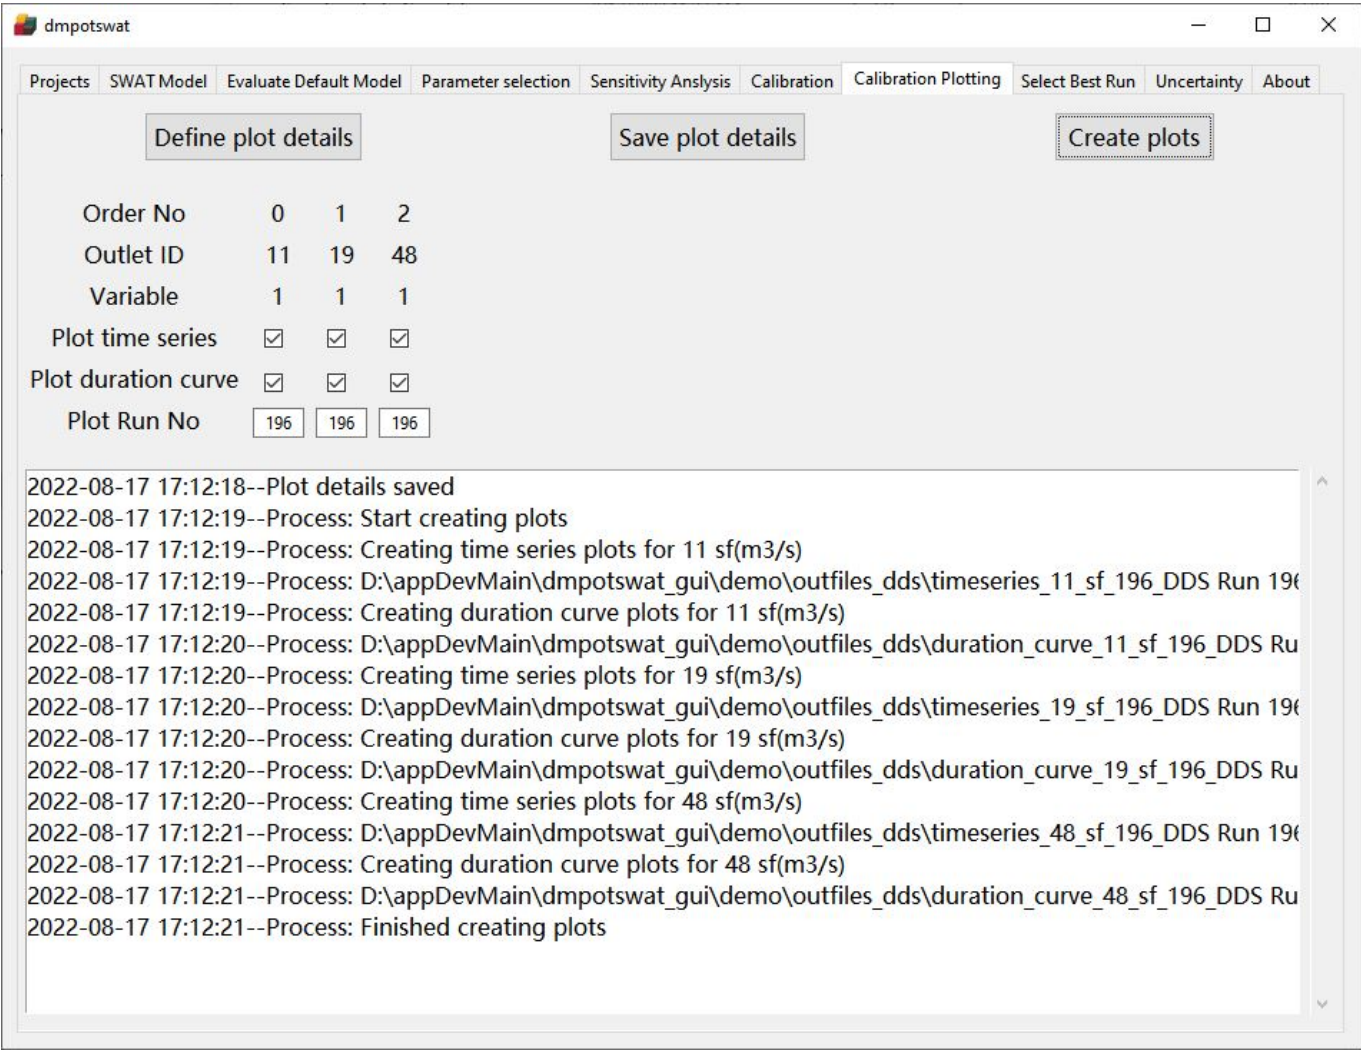 dmpotswat
Projects SWAT Model Evaluate Default Model Parameter selection Sensitivity Anslysis Calibration Calibration Plotting Select Best Run Uncertainty About
Define plot details Save plot details Create plots
Order No 0 1 2
Outlet ID 11 19 48
Variable 1 1 1
Plot time series
Plot duration curve
Plot Run No 196 196 196
2022-08-17 17:12:18--Plot details saved
2022-08-17 17:12:19--Process: Start creating plots
2022-08-17 17:12:19--Process: Creating time series plots for 11 sf(m3/s)
2022-08-17 17:12:19--Process: D:\appDevMain\dmpotswat_gui\demo\outfiles_dds\timeseries_11_sf_196_DDS Run 196
2022-08-17 17:12:19--Process: Creating duration curve plots for 11 sf(m3/s)
2022-08-17 17:12:20--Process: D:\appDevMain\dmpotswat_gui\demo\outfiles_dds\duration_curve_11_sf_196_DDS Ru
2022-08-17 17:12:20--Process: Creating time series plots for 19 sf(m3/s)
2022-08-17 17:12:20--Process: D:\appDevMain\dmpotswat_gui\demo\outfiles_dds\timeseries_19_sf_196_DDS Run 196
2022-08-17 17:12:20--Process: Creating duration curve plots for 19 sf(m3/s)
2022-08-17 17:12:20--Process: D:\appDevMain\dmpotswat_gui\demo\outfiles_dds\duration_curve_19_sf_196_DDS Ru
2022-08-17 17:12:20--Process: Creating time series plots for 48 sf(m3/s)
2022-08-17 17:12:21--Process: D:\appDevMain\dmpotswat_gui\demo\outfiles_dds\timeseries_48_sf_196_DDS Run 196
2022-08-17 17:12:21--Process: Creating duration curve plots for 48 sf(m3/s)
2022-08-17 17:12:21--Process: D:\appDevMain\dmpotswat_gui\demo\outfiles_dds\duration_curve_48_sf_196_DDS Ru
2022-08-17 17:12:21--Process: Finished creating plots